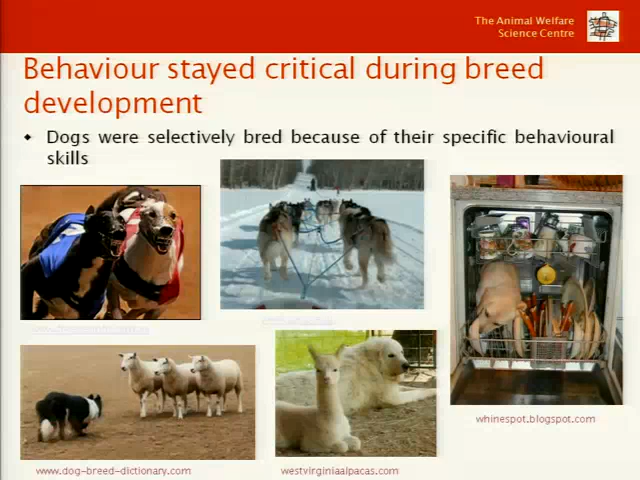 The Animal Welfare
Science Centre
Behaviour stayed critical during breed
development
Dogs were selectively bred because of their specific behavioural
skills
whinespot.blogspot.com
www.dog-breed-dictionary.com
westvirginiaalpacas.com